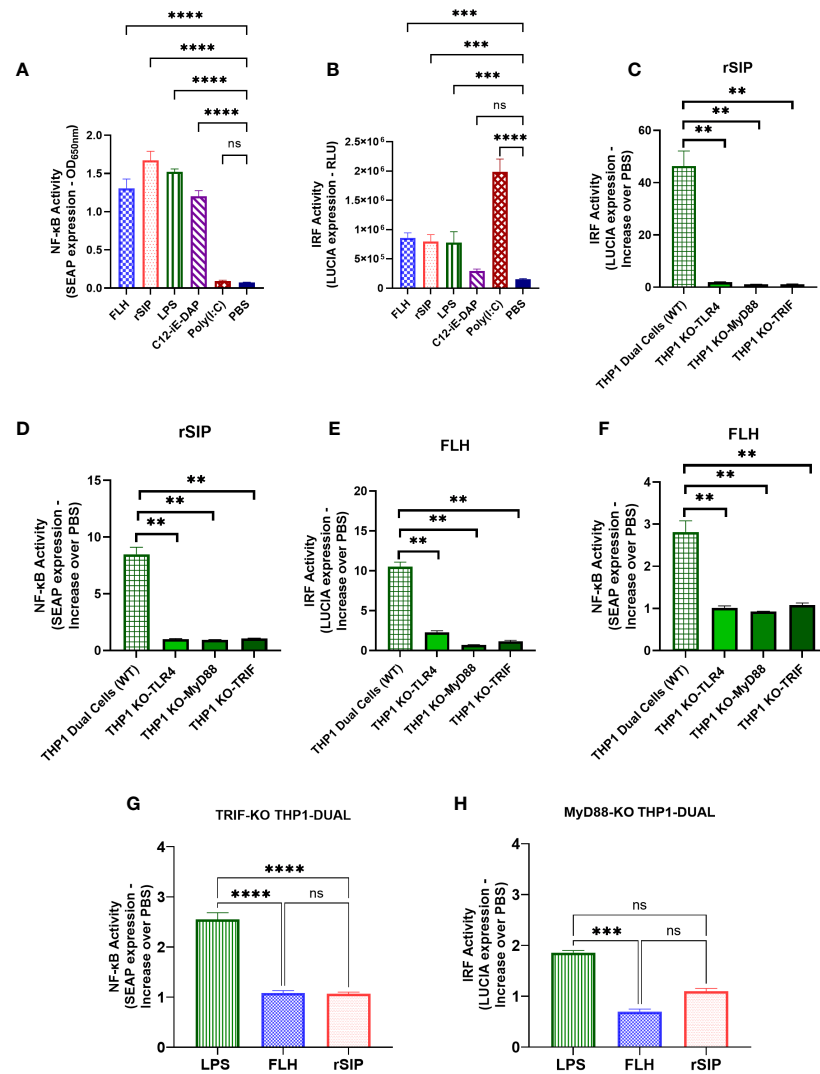 A
****
****
****
****
ns
NF-κB Activity
(SEAP expression - OD650nm)
2.0
1.5
1.0
0.5
0.0
FLH
rSIP
LPS
C12-iE-DAP
Poly(I:C)
PBS
B
***
***
***
ns
****
IRF Activity
(LUCIA expression - RLU)
2.5×10^6
2×10^6
1.5×10^6
1×10^6
5×10^5
0
FLH
rSIP
LPS
C12-iE-DAP
Poly(I:C)
PBS
C
rSIP
**
**
**
IRF Activity
(LUCIA expression -
Increase over PBS)
60
40
20
0
THP1 Dual Cells (WT)
THP1 KO-TLR4
THP1 KO-MyD88
THP1 KO-TRIF
D
rSIP
**
**
**
NF-κB Activity
(SEAP expression -
Increase over PBS)
15
10
5
0
THP1 Dual Cells (WT)
THP1 KO-TLR4
THP1 KO-MyD88
THP1 KO-TRIF
E
FLH
**
**
**
IRF Activity
(LUCIA expression -
Increase over PBS)
20
15
10
5
0
THP1 Dual Cells (WT)
THP1 KO-TLR4
THP1 KO-MyD88
THP1 KO-TRIF
F
FLH
**
**
**
NF-κB Activity
(SEAP expression -
Increase over PBS)
4
3
2
1
0
THP1 Dual Cells (WT)
THP1 KO-TLR4
THP1 KO-MyD88
THP1 KO-TRIF
G
TRIF-KO THP1-DUAL
****
****
ns
NF-κB Activity
(SEAP expression -
Increase over PBS)
4
3
2
1
0
LPS
FLH
rSIP
H
MyD88-KO THP1-DUAL
ns
***
ns
IRF Activity
(LUCIA expression -
Increase over PBS)
4
3
2
1
0
LPS
FLH
rSIP